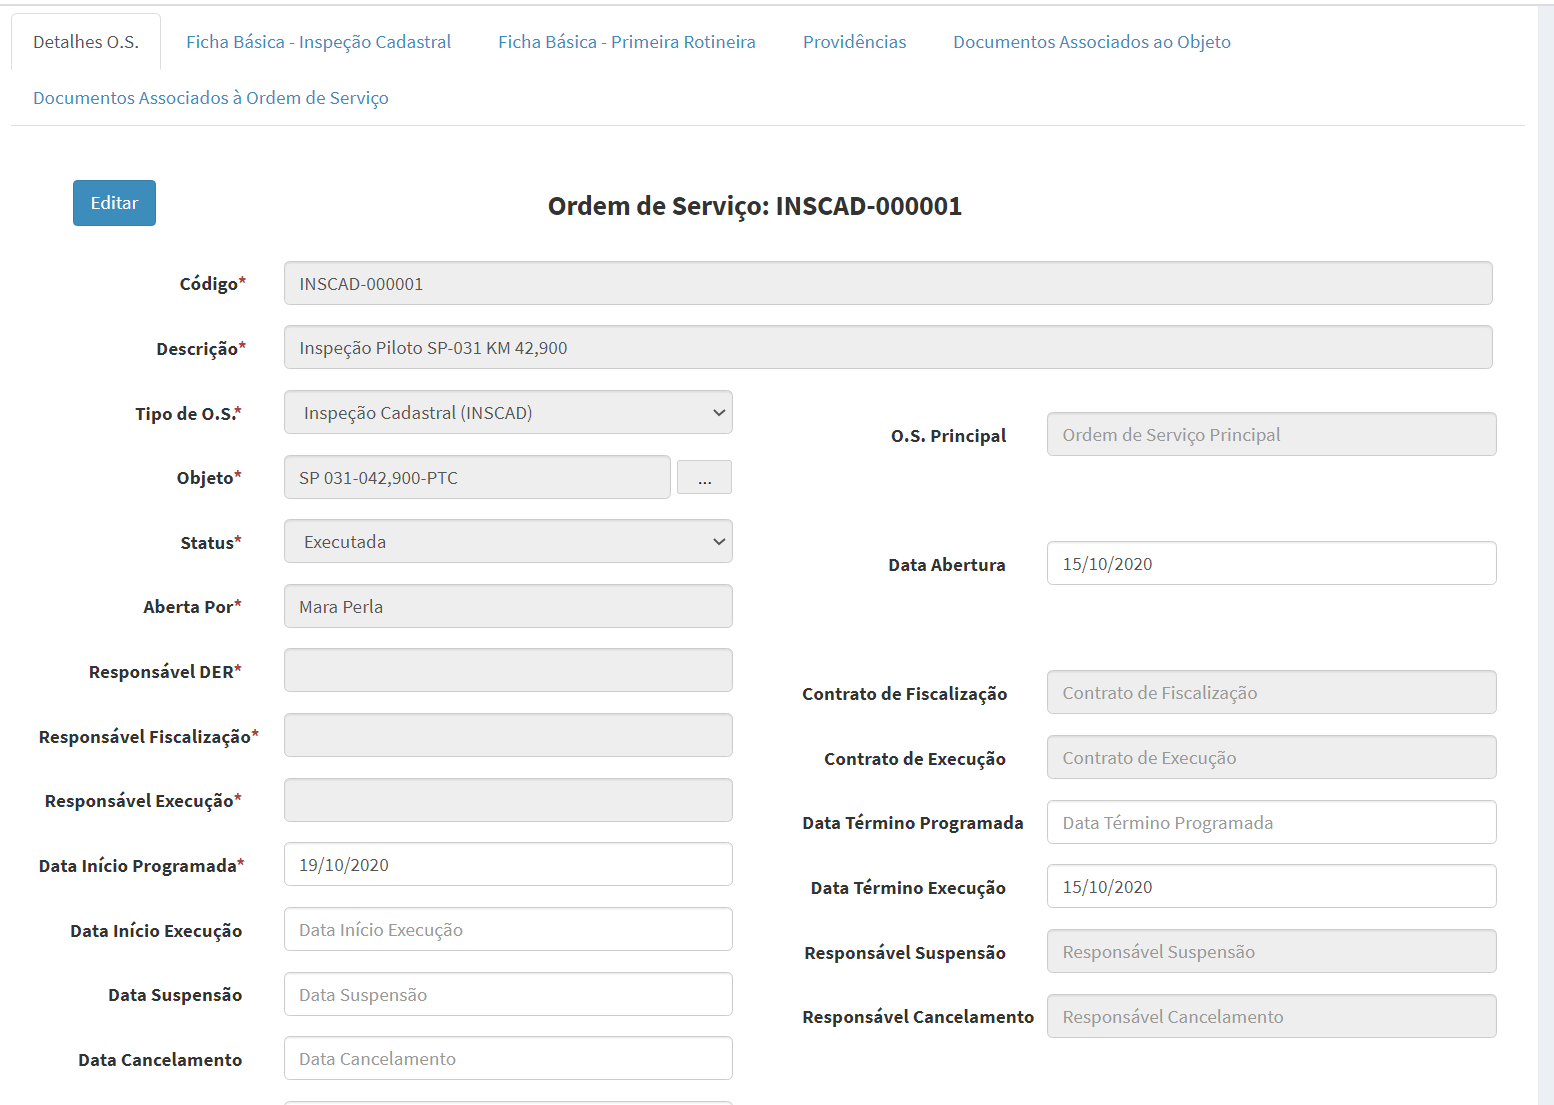 Detalhes O.S.
Ficha Básica - Inspeção Cadastral
Ficha Básica - Primeira Rotineira
Providências
Documentos Associados ao Objeto
Documentos Associados à Ordem de Serviço
Editar
Ordem de Serviço: INSCAD-000001
Código*
INSCAD-000001
Descrição*
Inspeção Piloto SP-031 KM 42,900
Tipo de O.S.*
Inspeção Cadastral (INSCAD)
O.S. Principal
Ordem de Serviço Principal
Objeto*
SP 031-042,900-PTC
...
Status*
Executada
Data Abertura
15/10/2020
Aberta Por*
Mara Perla
Responsável DER*
Contrato de Fiscalização
Contrato de Fiscalização
Responsável Fiscalização*
Contrato de Execução
Contrato de Execução
Responsável Execução*
Data Término Programada
Data Término Programada
Data Início Programada*
19/10/2020
Data Término Execução
15/10/2020
Data Início Execução
Data Início Execução
Responsável Suspensão
Responsável Suspensão
Data Suspensão
Data Suspensão
Responsável Cancelamento
Responsável Cancelamento
Data Cancelamento
Data Cancelamento